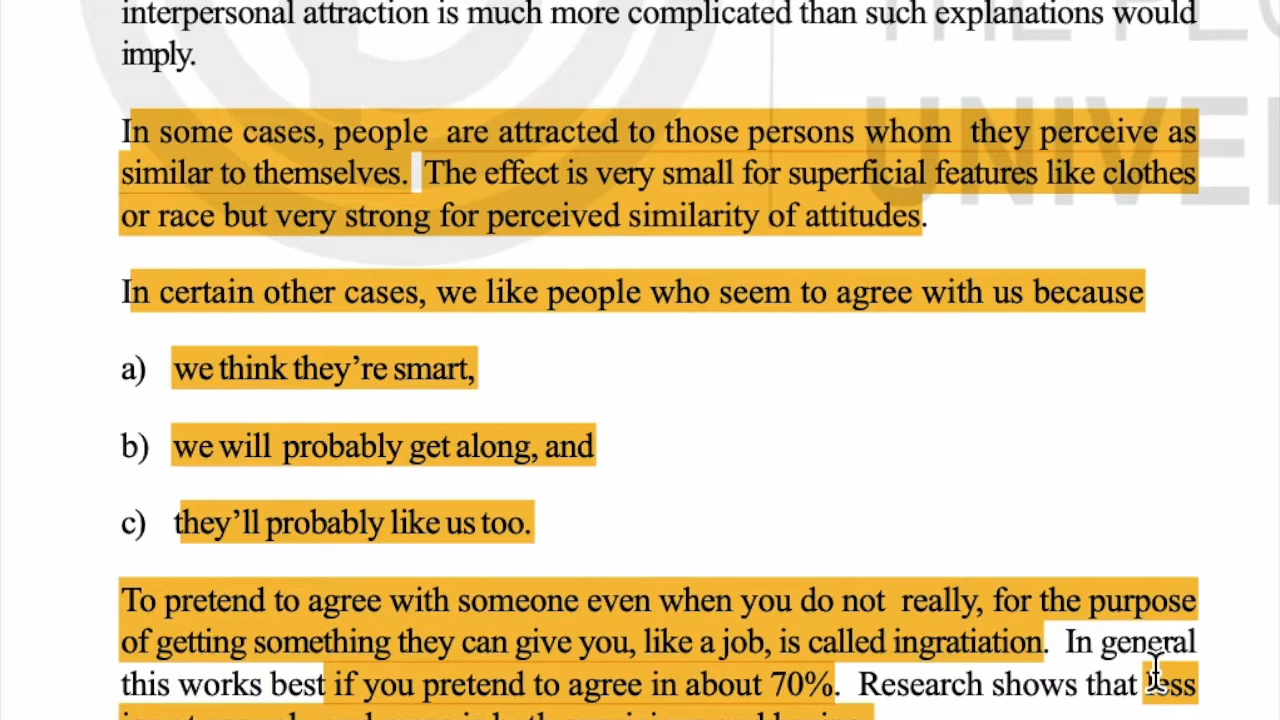 interpersonal attraction is much more complicated than such explanations would
imply.
In some cases, people are attracted to those persons whom they perceive as
similar to themselves. The effect is very small for superficial features like clothes
or race but very strong for perceived similarity of attitudes.
In certain other cases, we like people who seem to agree with us because
a) we think they're smart,
b) we will probably get along, and
c) they'll probably like us too.
To pretend to agree with someone even when you do not really, for the purpose
of getting something they can give you, like a job, is called ingratiation. In general
this works best if you pretend to agree in about 70%. Research shows that less
UNIVE